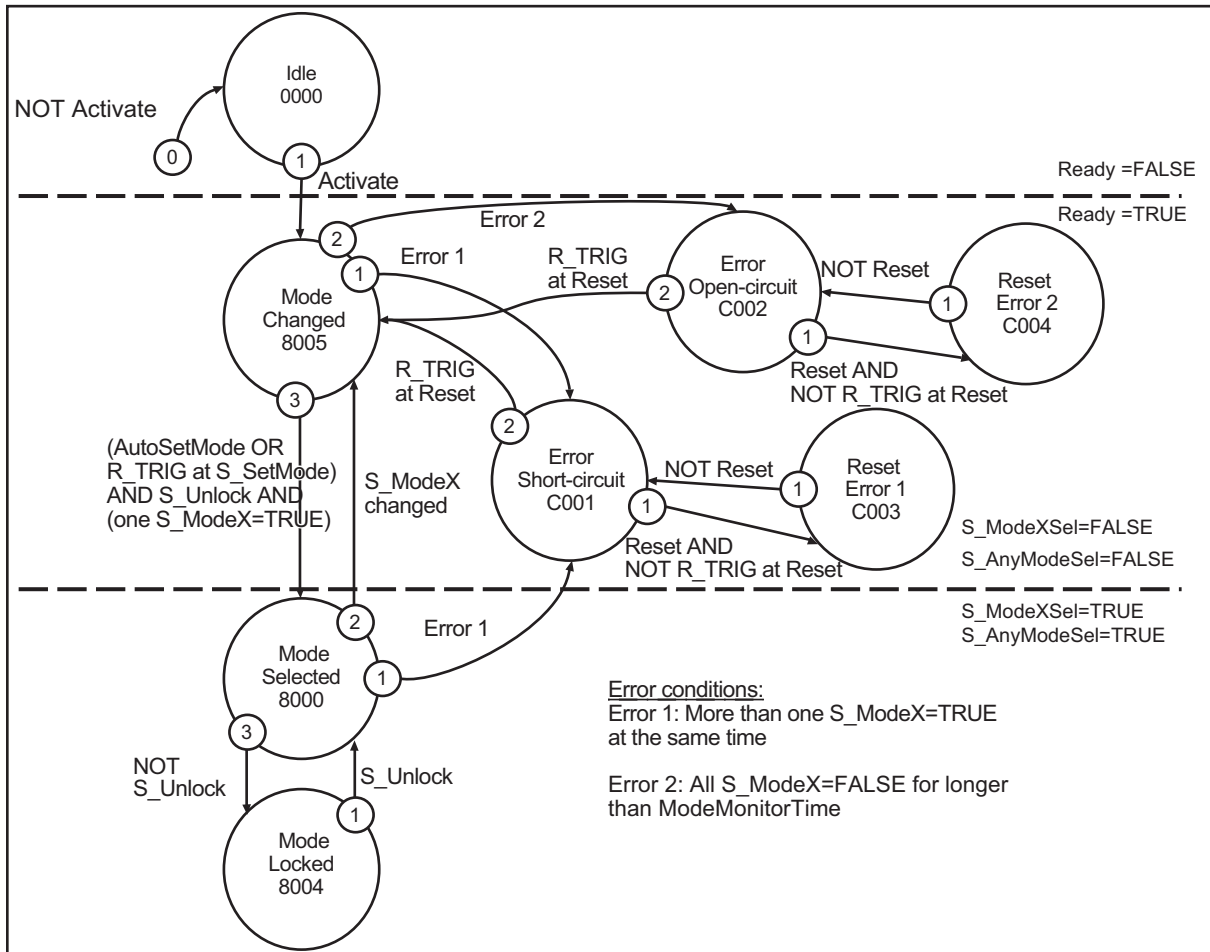 Idle
0000
NOT Activate
0
1
Activate
Ready =FALSE
Ready =TRUE
2
Error 2
1
Error 1
Mode
Changed
8005
3
R_TRIG
at Reset
2
Error
Open-circuit
C002
1
NOT Reset
1
Reset
Error 2
C004
Reset AND
NOT R_TRIG at Reset
R_TRIG
at Reset
2
Error
Short-circuit
C001
1
NOT Reset
1
Reset
Error 1
C003
Reset AND
NOT R_TRIG at Reset
(AutoSetMode OR
R_TRIG at S_SetMode)
AND S_Unlock AND
(one S_ModeX=TRUE)
S_ModeX
changed
S_ModeXSel=FALSE
S_AnyModeSel=FALSE
S_ModeXSel=TRUE
S_AnyModeSel=TRUE
2
Error 1
Mode
Selected
8000
1
3
NOT
S_Unlock
S_Unlock
1
Mode
Locked
8004
Error conditions:
Error 1: More than one S_ModeX=TRUE
at the same time
Error 2: All S_ModeX=FALSE for longer
than ModeMonitorTime